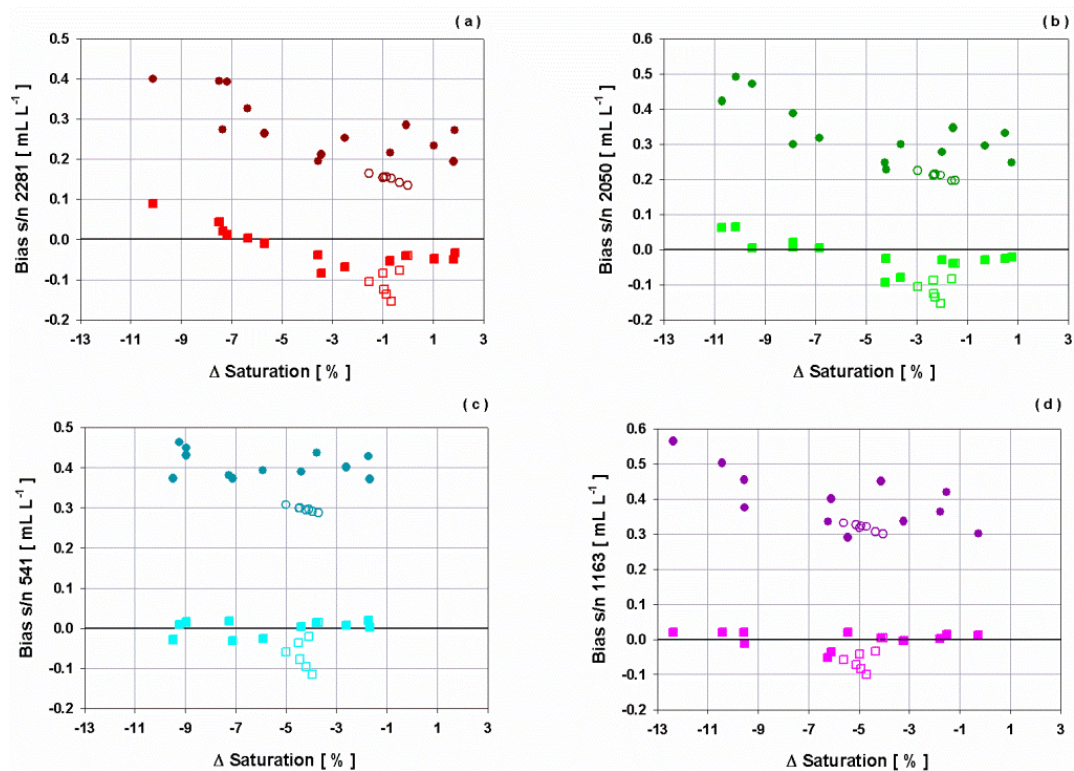 ( a )
0.5
0.4
0.3
0.2
0.1
0.0
-0.1
-0.2
Bias s/n 2281 [ mL L⁻¹ ]
-13 -11 -9 -7 -5 -3 -1 1 3
Δ Saturation [ % ]
( b )
0.6
0.5
0.4
0.3
0.2
0.1
0.0
-0.1
-0.2
Bias s/n 2050 [ mL L⁻¹ ]
-13 -11 -9 -7 -5 -3 -1 1 3
Δ Saturation [ % ]
( c )
0.5
0.4
0.3
0.2
0.1
0.0
-0.1
-0.2
Bias s/n 541 [ mL L⁻¹ ]
-13 -11 -9 -7 -5 -3 -1 1 3
Δ Saturation [ % ]
( d )
0.6
0.5
0.4
0.3
0.2
0.1
0.0
-0.1
-0.2
Bias s/n 1163 [ mL L⁻¹ ]
-13 -11 -9 -7 -5 -3 -1 1 3
Δ Saturation [ % ]